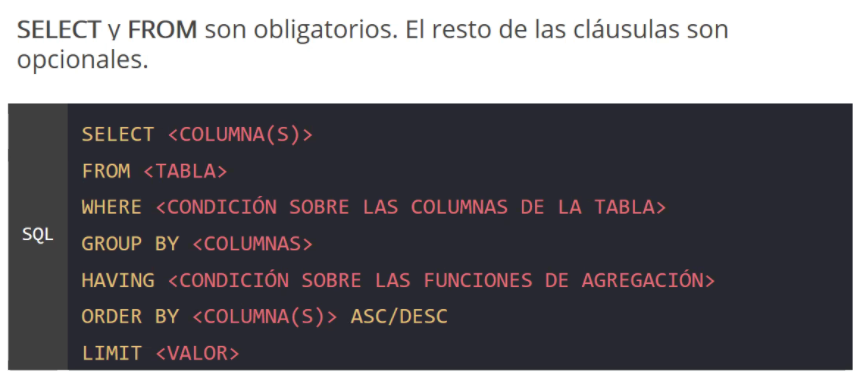 SELECT y FROM son obligatorios. El resto de las cláusulas son
opcionales.
SQL
SELECT <COLUMNA(S)>
FROM <TABLA>
WHERE <CONDICIÓN SOBRE LAS COLUMNAS DE LA TABLA>
GROUP BY <COLUMNAS>
HAVING <CONDICIÓN SOBRE LAS FUNCIONES DE AGREGACIÓN>
ORDER BY <COLUMNA(S)> ASC/DESC
LIMIT <VALOR>